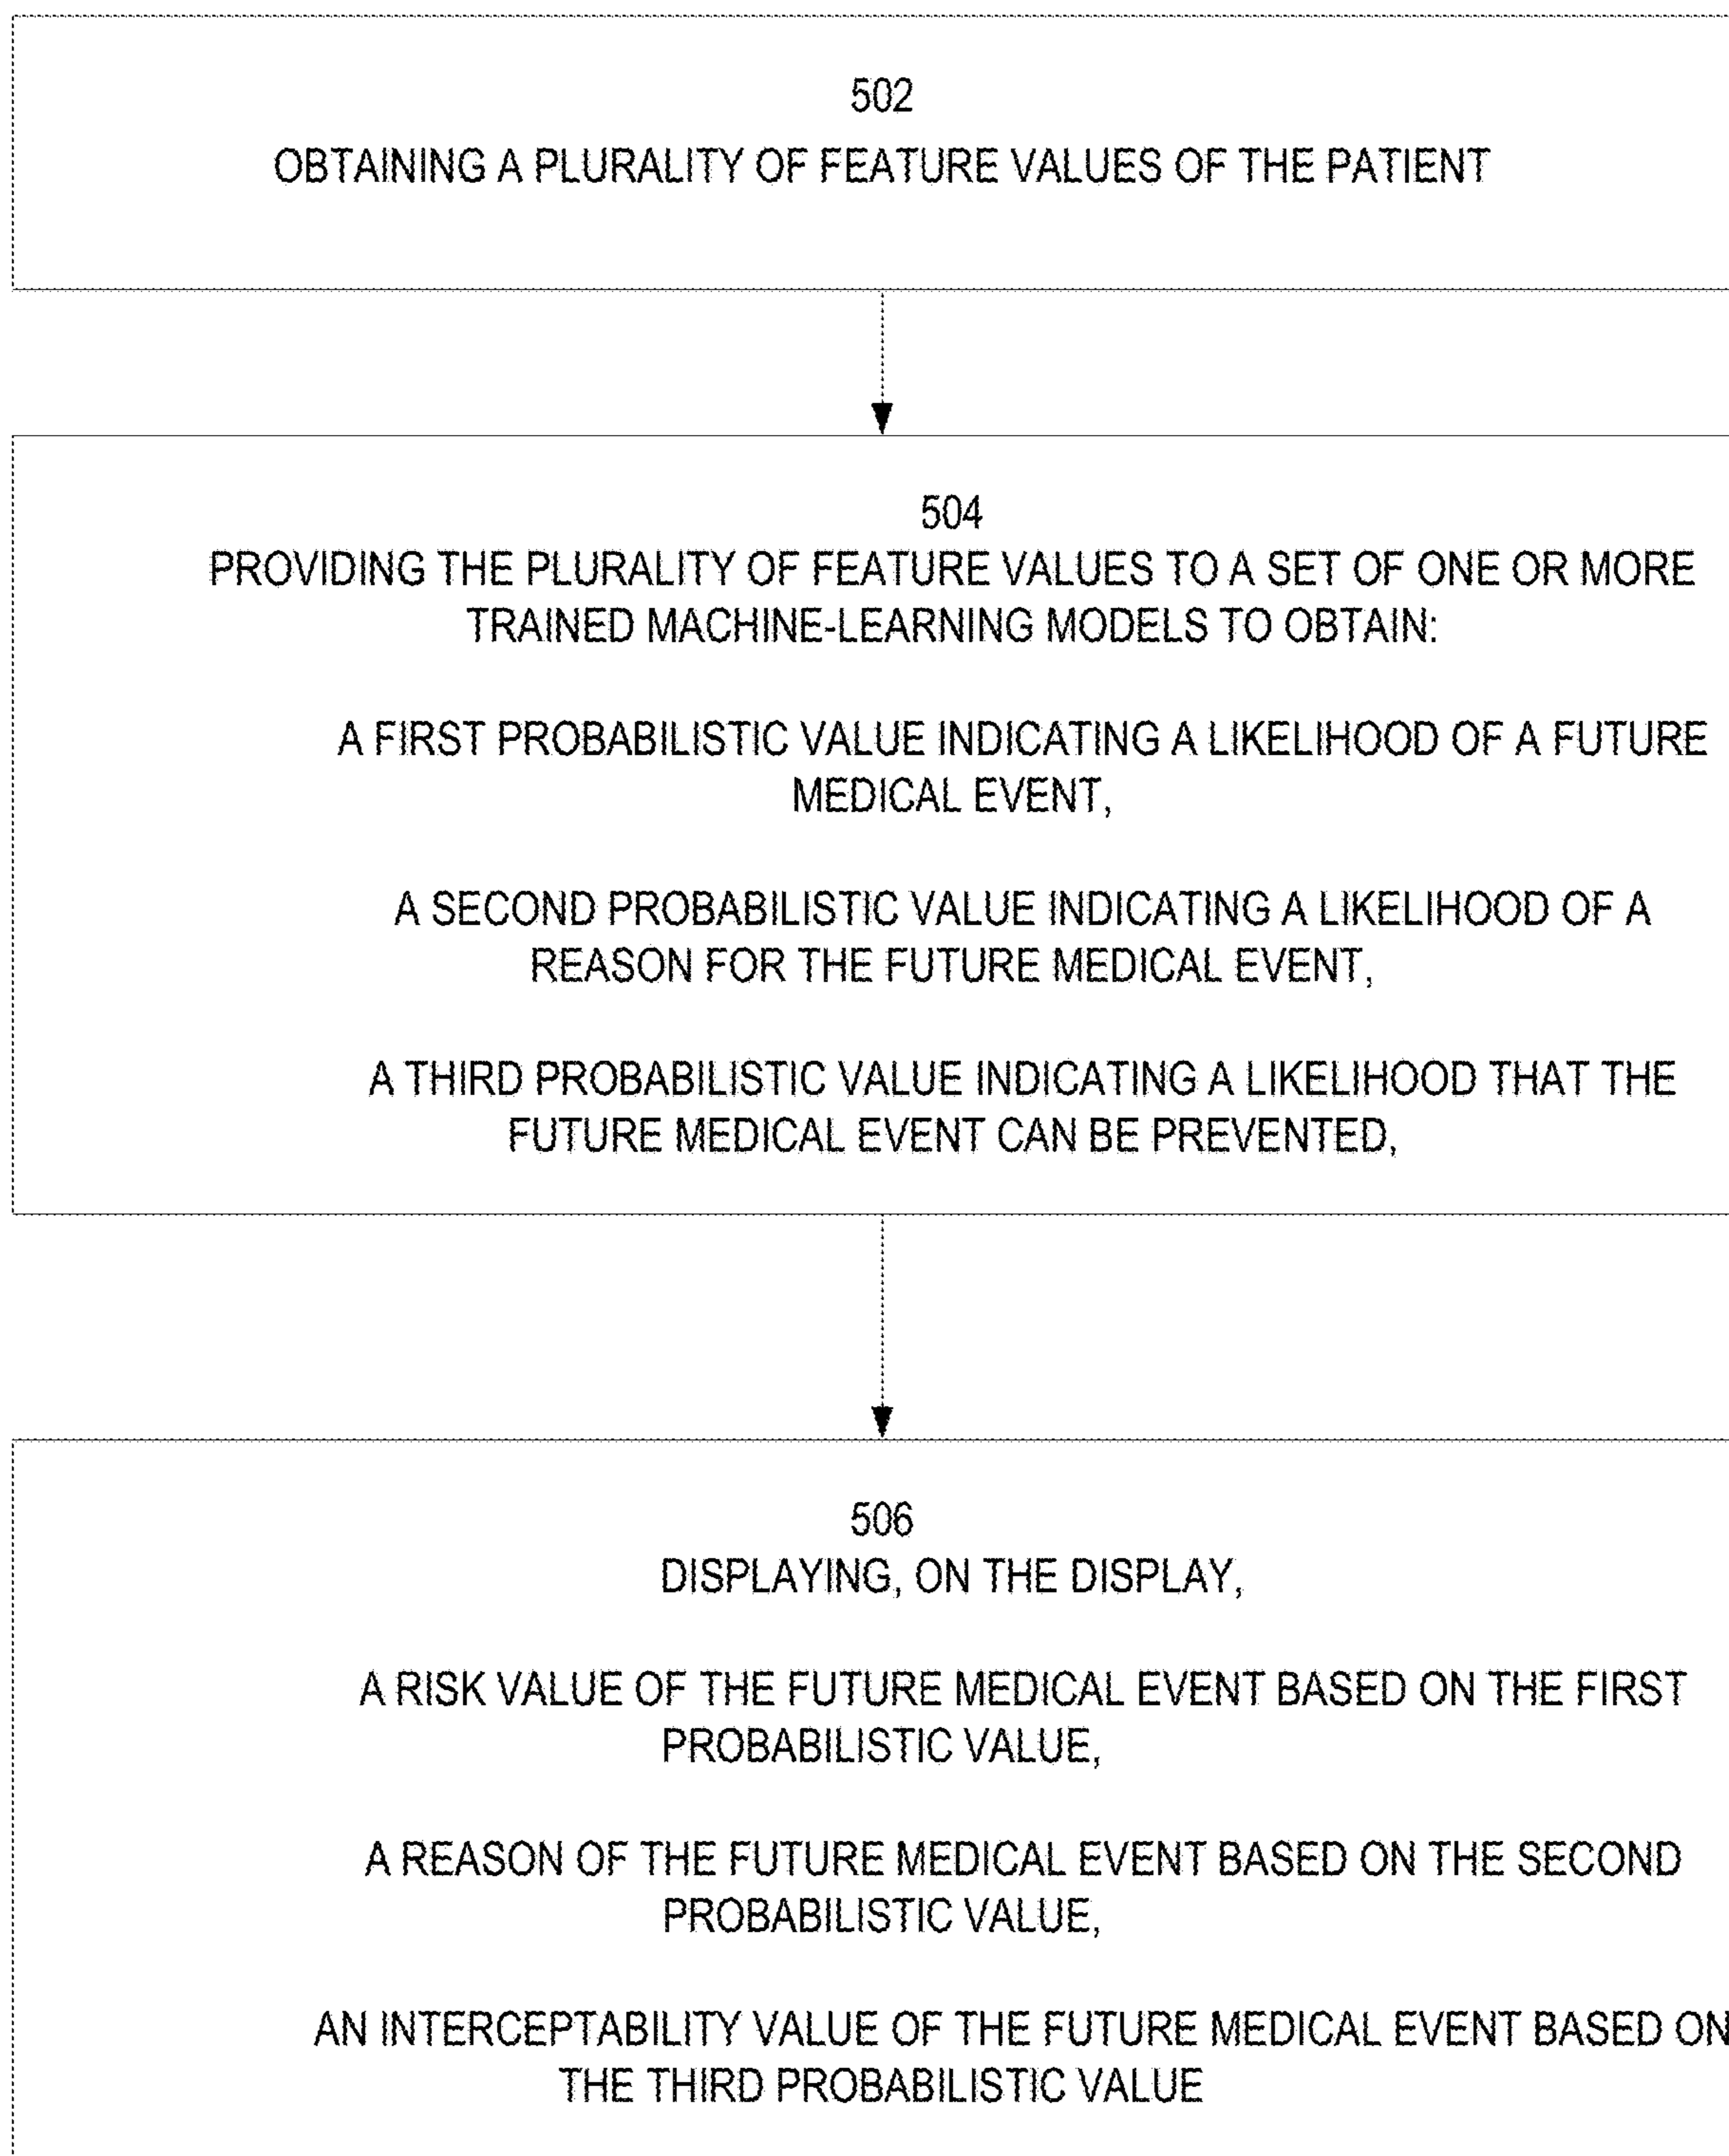 502
OBTAINING A PLURALITY OF FEATURE VALUES OF THE PATIENT
504
PROVIDING THE PLURALITY OF FEATURE VALUES TO A SET OF ONE OR MORE
TRAINED MACHINE-LEARNING MODELS TO OBTAIN:
A FIRST PROBABILISTIC VALUE INDICATING A LIKELIHOOD OF A FUTURE
MEDICAL EVENT,
A SECOND PROBABILISTIC VALUE INDICATING A LIKELIHOOD OF A
REASON FOR THE FUTURE MEDICAL EVENT,
A THIRD PROBABILISTIC VALUE INDICATING A LIKELIHOOD THAT THE
FUTURE MEDICAL EVENT CAN BE PREVENTED,
506
DISPLAYING, ON THE DISPLAY,
A RISK VALUE OF THE FUTURE MEDICAL EVENT BASED ON THE FIRST
PROBABILISTIC VALUE,
A REASON OF THE FUTURE MEDICAL EVENT BASED ON THE SECOND
PROBABILISTIC VALUE,
AN INTERCEPTABILITY VALUE OF THE FUTURE MEDICAL EVENT BASED ON
THE THIRD PROBABILISTIC VALUE